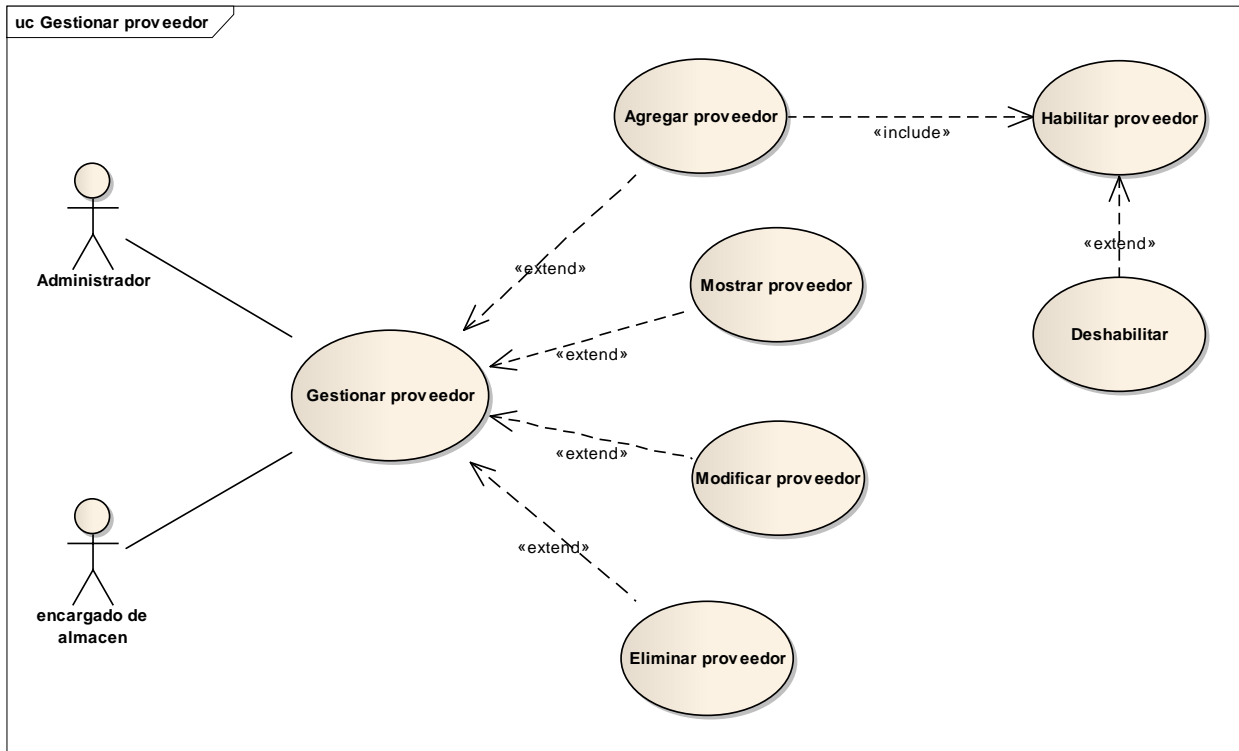 uc Gestionar proveedor
Agregar proveedor
«include»
Habilitar proveedor
Administrador
«extend»
«extend»
Mostrar proveedor
Deshabilitar
«extend»
Gestionar proveedor
«extend»
Modificar proveedor
«extend»
encargado de
almacen
Eliminar proveedor